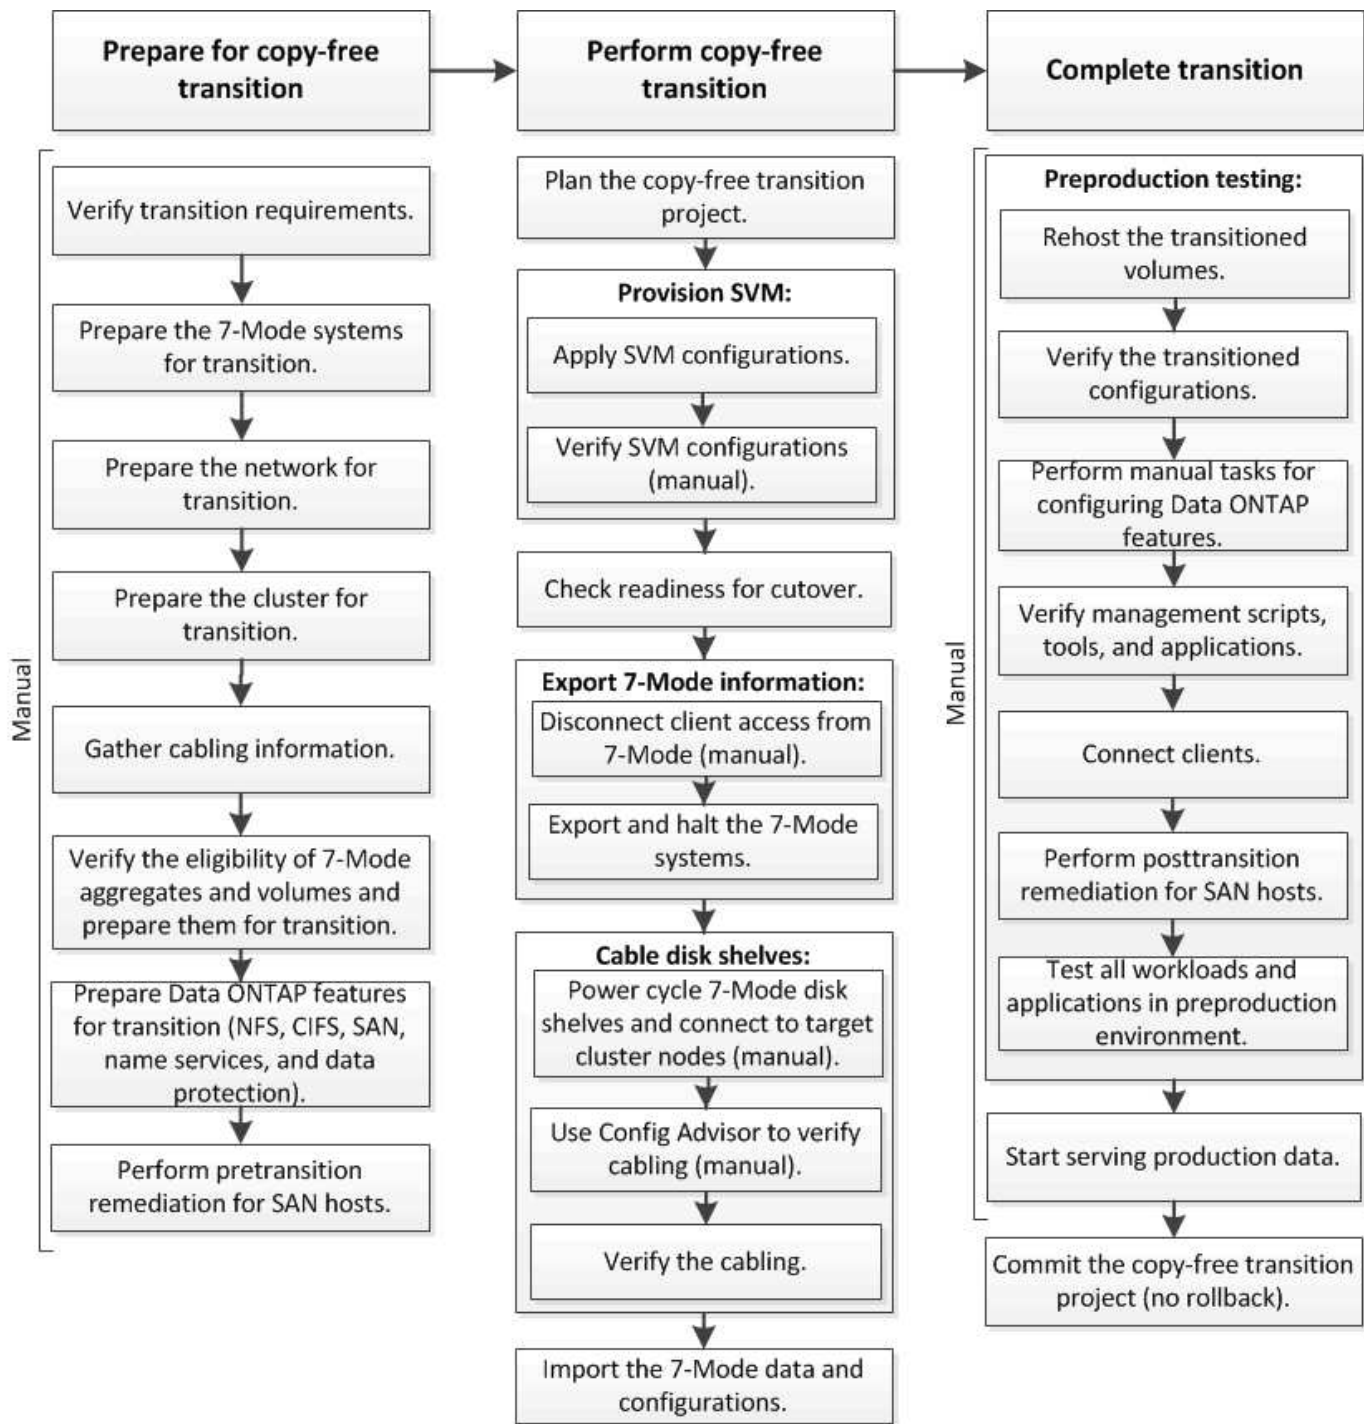 Prepare for copy-free
transition
Perform copy-free
transition
Complete transition
Manual
Verify transition requirements.
Prepare the 7-Mode systems
for transition.
Prepare the network for
transition.
Prepare the cluster for
transition.
Gather cabling information.
Verify the eligibility of 7-Mode
aggregates and volumes and
prepare them for transition.
Prepare Data ONTAP features
for transition (NFS, CIFS, SAN,
name services, and data
protection).
Perform pretransition
remediation for SAN hosts.
Plan the copy-free transition
project.
Provision SVM:
Apply SVM configurations.
Verify SVM configurations
(manual).
Check readiness for cutover.
Export 7-Mode information:
Disconnect client access from
7-Mode (manual).
Export and halt the 7-Mode
systems.
Cable disk shelves:
Power cycle 7-Mode disk
shelves and connect to target
cluster nodes (manual).
Use Config Advisor to verify
cabling (manual).
Verify the cabling.
Import the 7-Mode data and
configurations.
Manual
Preproduction testing:
Rehost the transitioned
volumes.
Verify the transitioned
configurations.
Perform manual tasks for
configuring Data ONTAP
features.
Verify management scripts,
tools, and applications.
Connect clients.
Perform posttransition
remediation for SAN hosts.
Test all workloads and
applications in preproduction
environment.
Start serving production data.
Commit the copy-free transition
project (no rollback).